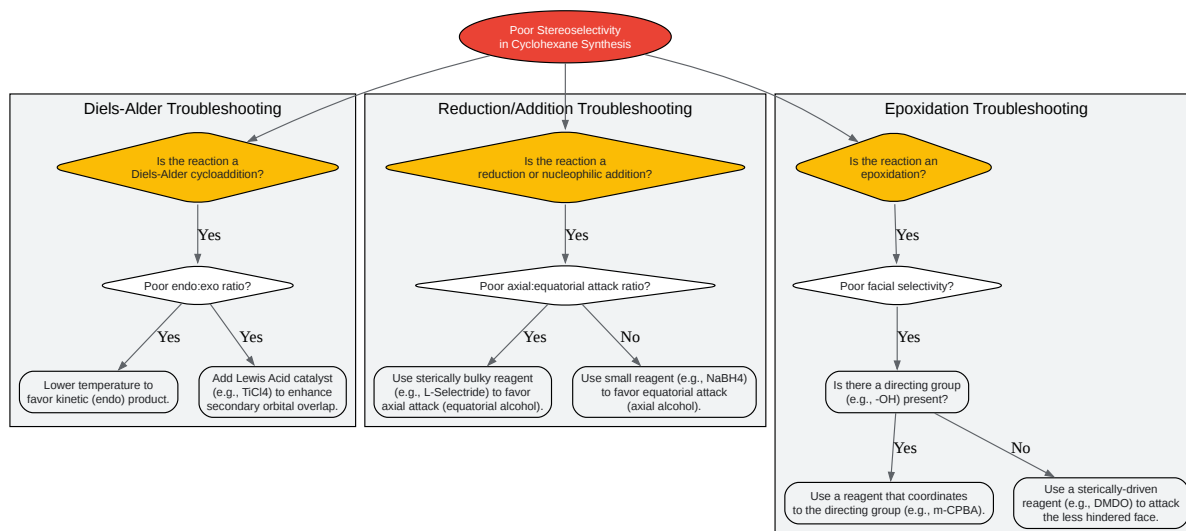 Poor Stereoselectivity
in Cyclohexane Synthesis
Diels-Alder Troubleshooting
Is the reaction a
Diels-Alder cycloaddition?
Yes
Poor endo:exo ratio?
Yes
Yes
Lower temperature to
favor kinetic (endo) product.
Add Lewis Acid catalyst
(e.g., TiCl4) to enhance
secondary orbital overlap.
Reduction/Addition Troubleshooting
Is the reaction a
reduction or nucleophilic addition?
Yes
Poor axial:equatorial attack ratio?
Yes
No
Use sterically bulky reagent
(e.g., L-Selectride) to favor
axial attack (equatorial alcohol).
Use small reagent (e.g., NaBH4)
to favor equatorial attack
(axial alcohol).
Epoxidation Troubleshooting
Is the reaction an
epoxidation?
Yes
Poor facial selectivity?
Yes
Is there a directing group
(e.g., -OH) present?
Yes
No
Use a reagent that coordinates
to the directing group (e.g., m-CPBA).
Use a sterically-driven
reagent (e.g., DMDO) to attack
the less hindered face.